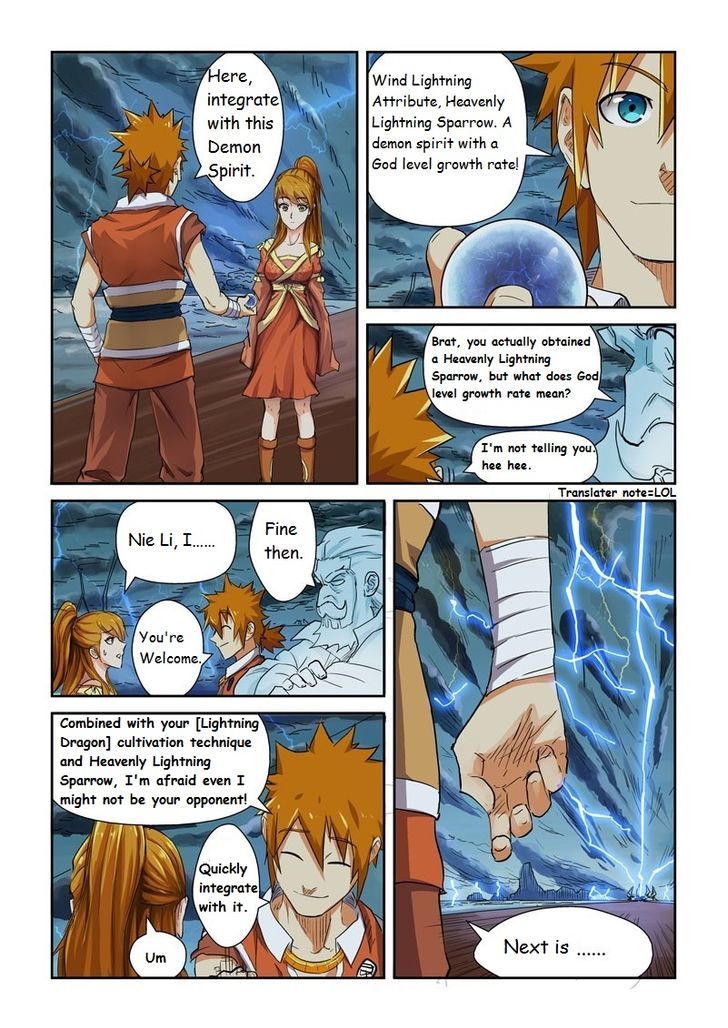 Here,
integrate
with this
Demon
Spirit.
Wind Lightning
Attribute, Heavenly
Lightning Sparrow. A
demon spirit with a
God level growth rate!
Brat, you actually obtained
a Heavenly Lightning
Sparrow, but what does God
level growth rate mean?
I'm not telling you.
hee hee.
Translater note=LOL
Nie Li, I......
Fine
then.
You're
Welcome.
Combined with your [Lightning
Dragon] cultivation technique
and Heavenly Lightning
Sparrow, I'm afraid even I
might not be your opponent!
Quickly
integrate
with it.
Um
Next is ......